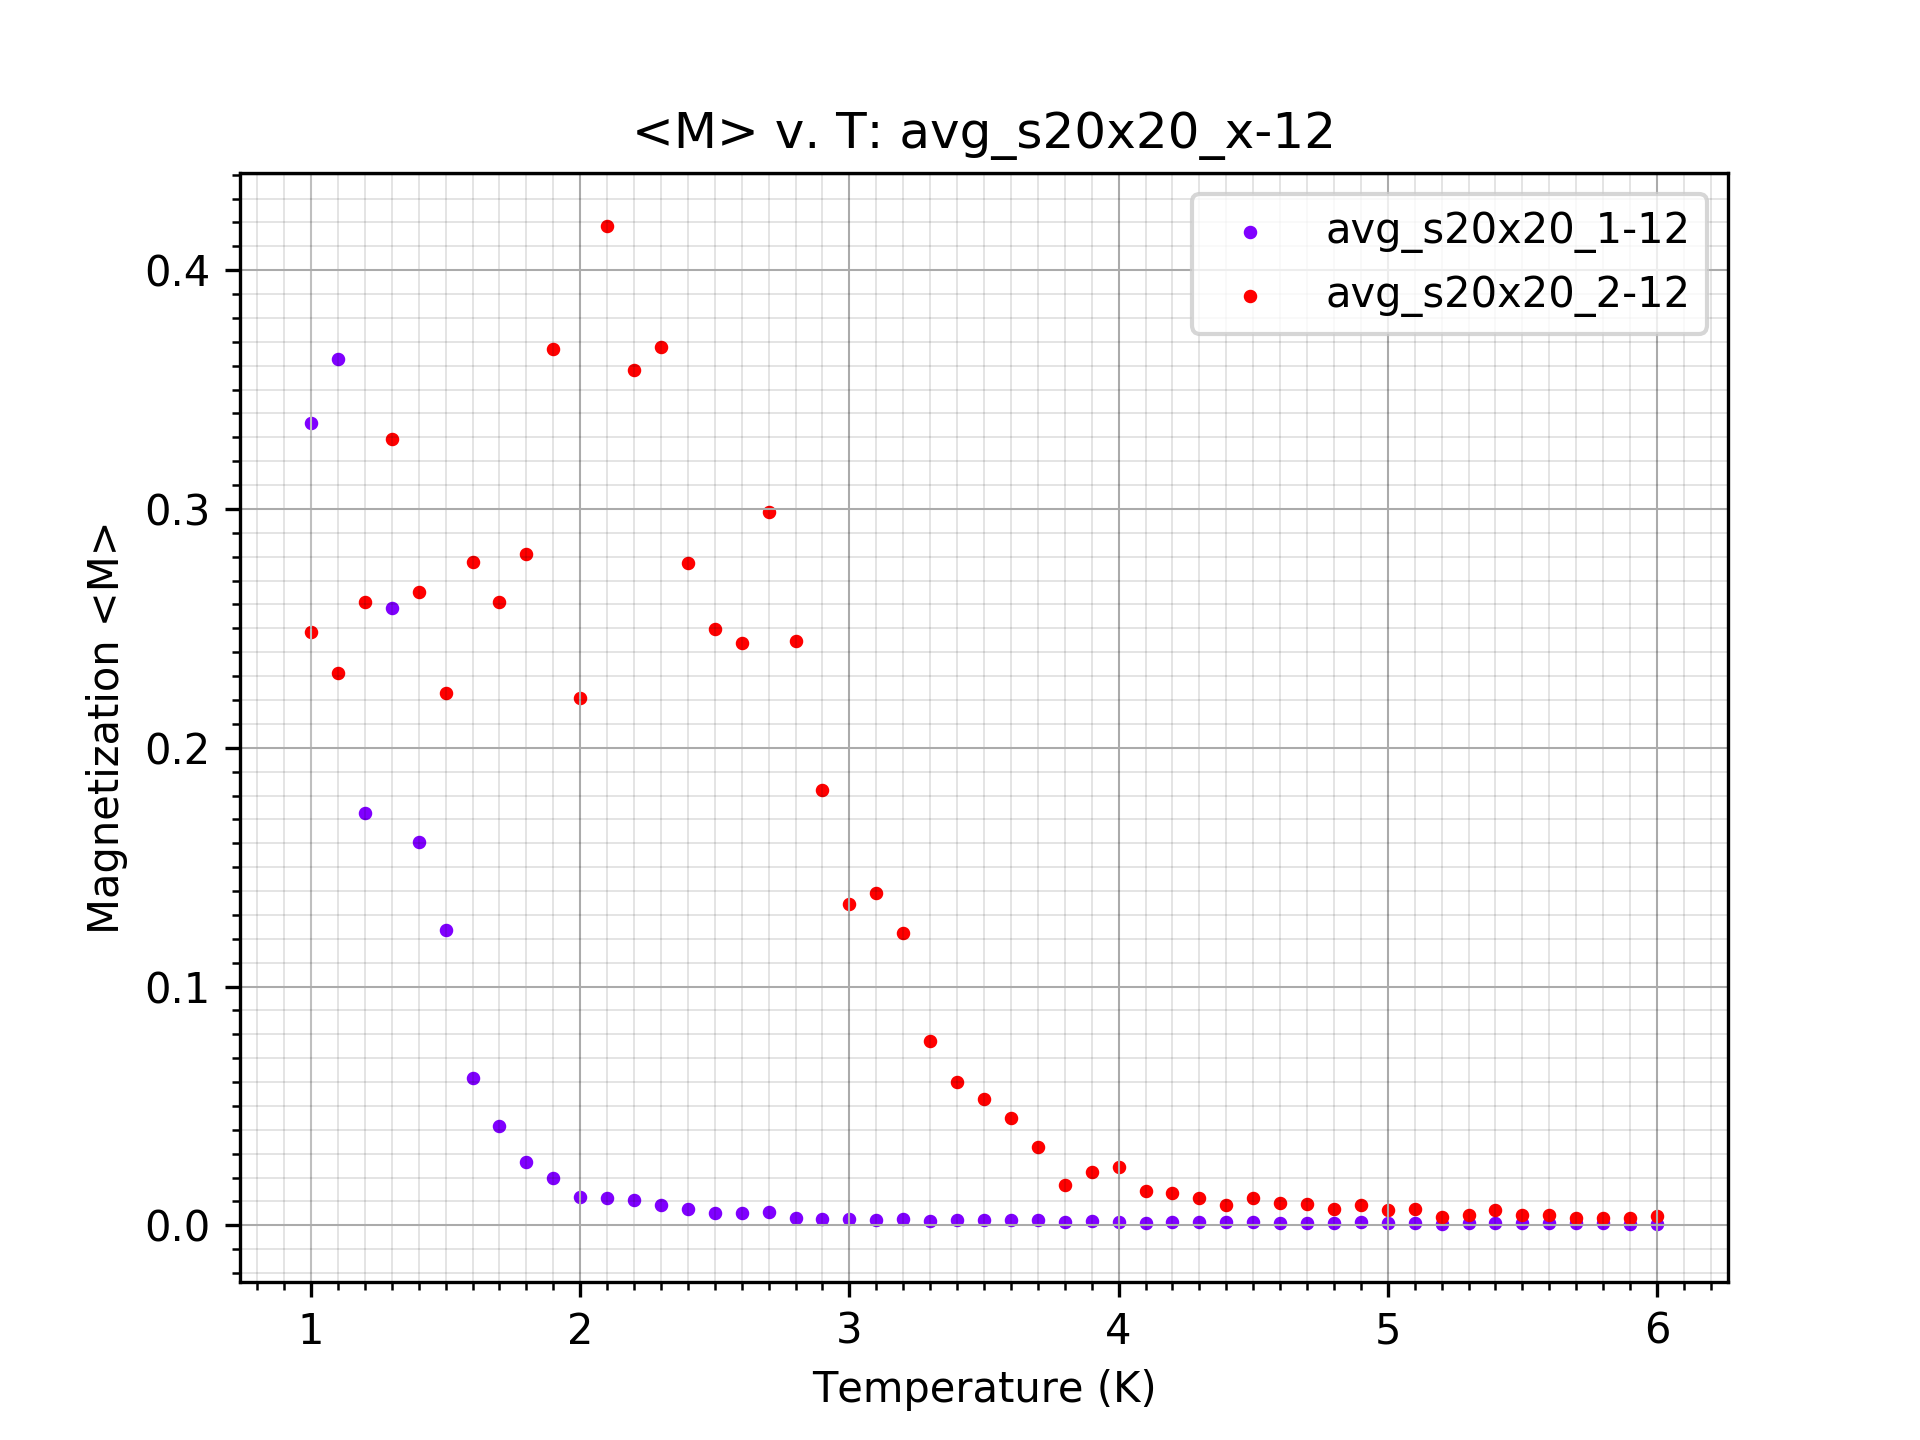 <M> v. T: avg_s20x20_x-12
avg_s20x20_1-12
avg_s20x20_2-12
Magnetization <M>
0.4
0.3
0.2
0.1
0.0
1 2 3 4 5 6
Temperature (K)